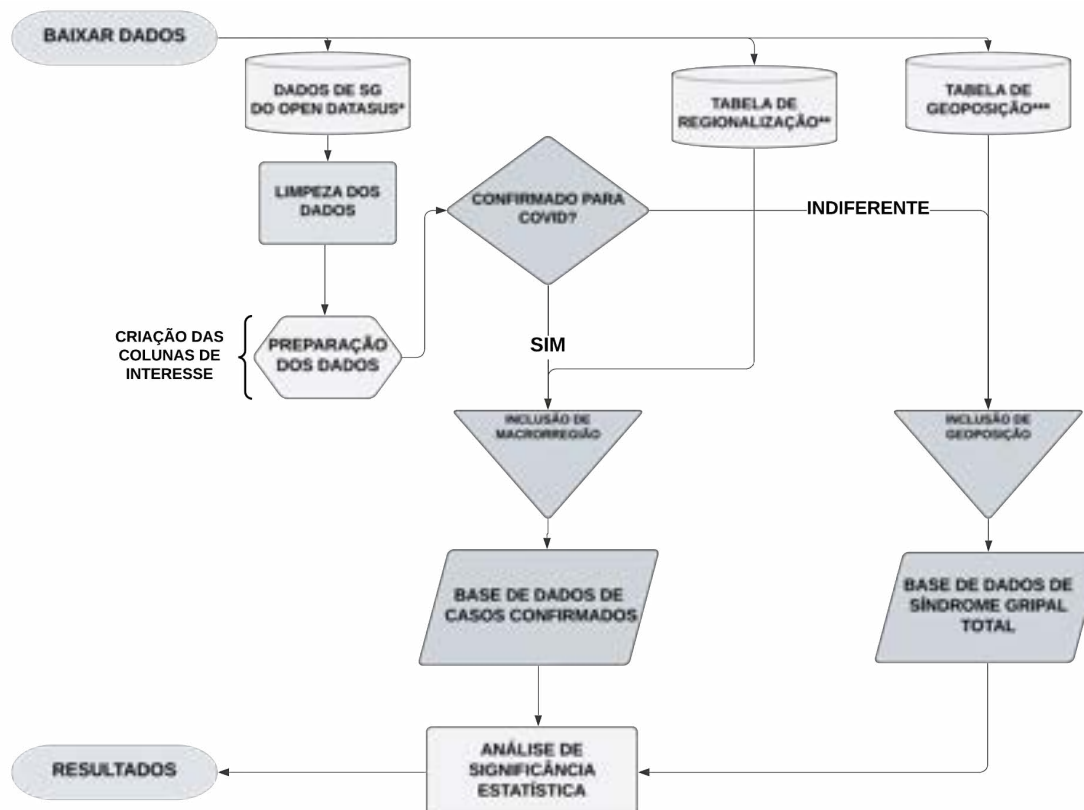 BAIXAR DADOS
DADOS DE SG
DO OPEN DATASUS*
TABELA DE
REGIONALIZAÇÃO**
TABELA DE
GEOPOSIÇÃO***
LIMPEZA DOS
DADOS
CONFIRMADO PARA
COVID?
INDIFERENTE
CRIAÇÃO DAS
COLUNAS DE
INTERESSE
PREPARAÇÃO
DOS DADOS
SIM
INCLUSÃO DE
MACRORREGIÃO
INCLUSÃO DE
GEOPOSIÇÃO
BASE DE DADOS DE
CASOS CONFIRMADOS
BASE DE DADOS DE
SÍNDROME GRIPAL
TOTAL
ANÁLISE DE
SIGNIFICÂNCIA
ESTATÍSTICA
RESULTADOS